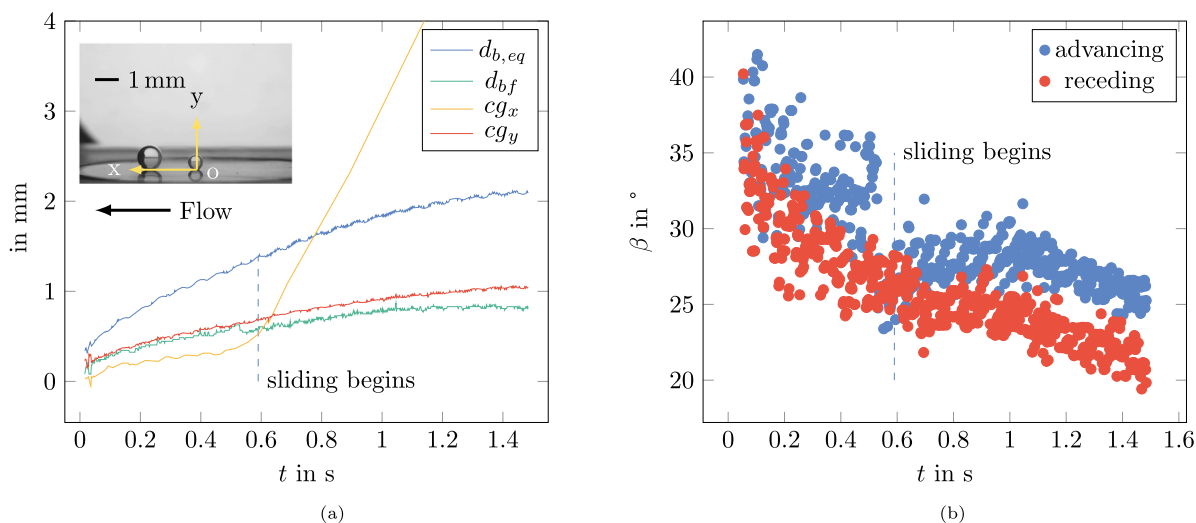 4
3
2
1
0
in mm
1 mm
y
x
o
Flow
d_{b,eq}
d_{bf}
cg_x
cg_y
sliding begins
0 0.2 0.4 0.6 0.8 1 1.2 1.4
t in s
(a)
40
35
30
25
20
β in °
advancing
receding
sliding begins
0 0.2 0.4 0.6 0.8 1 1.2 1.4 1.6
t in s
(b)